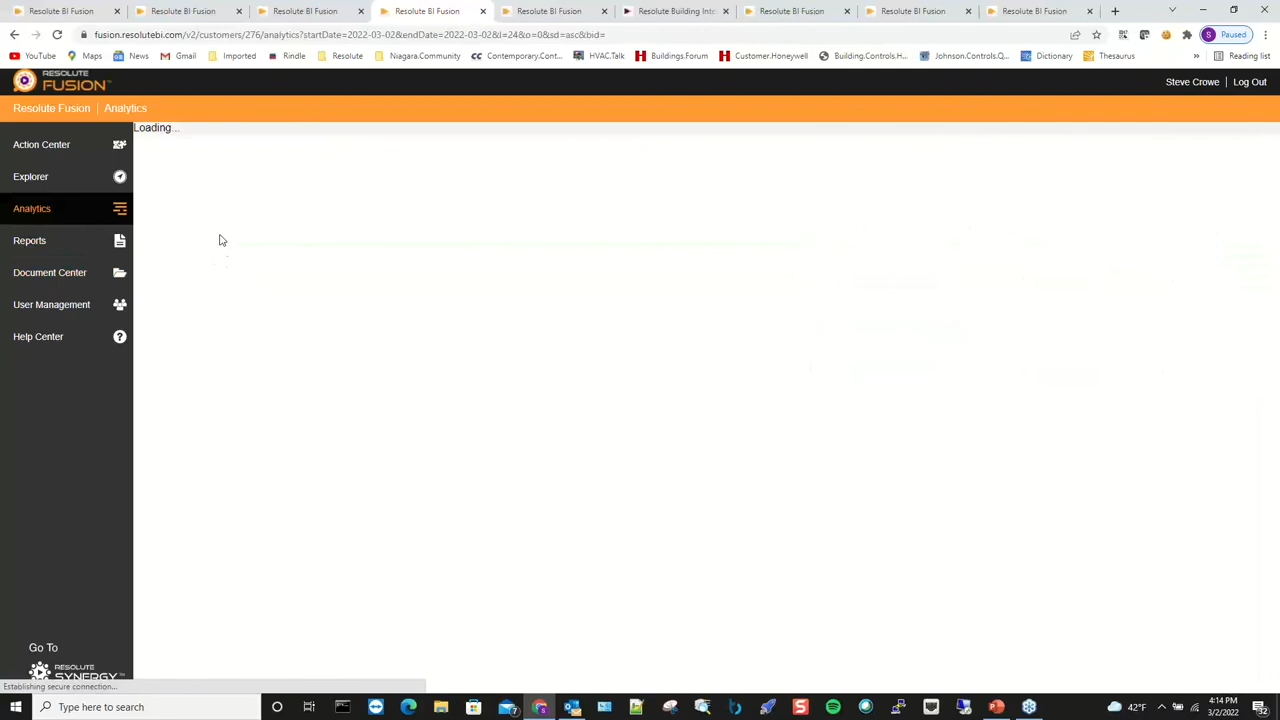 Resolute BI Fusion
Resolute BI Fusion
Resolute BI Fusion
Resolute BI Fusion
Resolute BI Fusion
Resolute Building Inte
Resolute BI Fusion
Resolute BI Fusion
Resolute BI Fusion
fusion.resolutebi.com/v2/customers/276/analytics?startDate=2022-03-02&endDate=2022-03-02&i=24&o=0&sd=asc&bid=
S
Paused
YouTube
Maps
News
Gmail
Imported
Rindle
Resolute
Niagara.Community
CC
Contemporary.Cont...
HVAC.Talk
H
Buildings.Forum
H
Customer.Honeywell
Building.Controls.H...
Johnson.Controls.Q...
Dictionary
Thesaurus
»
Reading list
RESOLUTE
FUSION™
Steve Crowe
Log Out
Resolute Fusion
Analytics
Loading...
Action Center
Explorer
Analytics
Reports
Document Center
User Management
Help Center
Go To
RESOLUTE
SYNERGY™
Establishing secure connection...
Type here to search
7
42°F
4:14 PM
3/2/2022